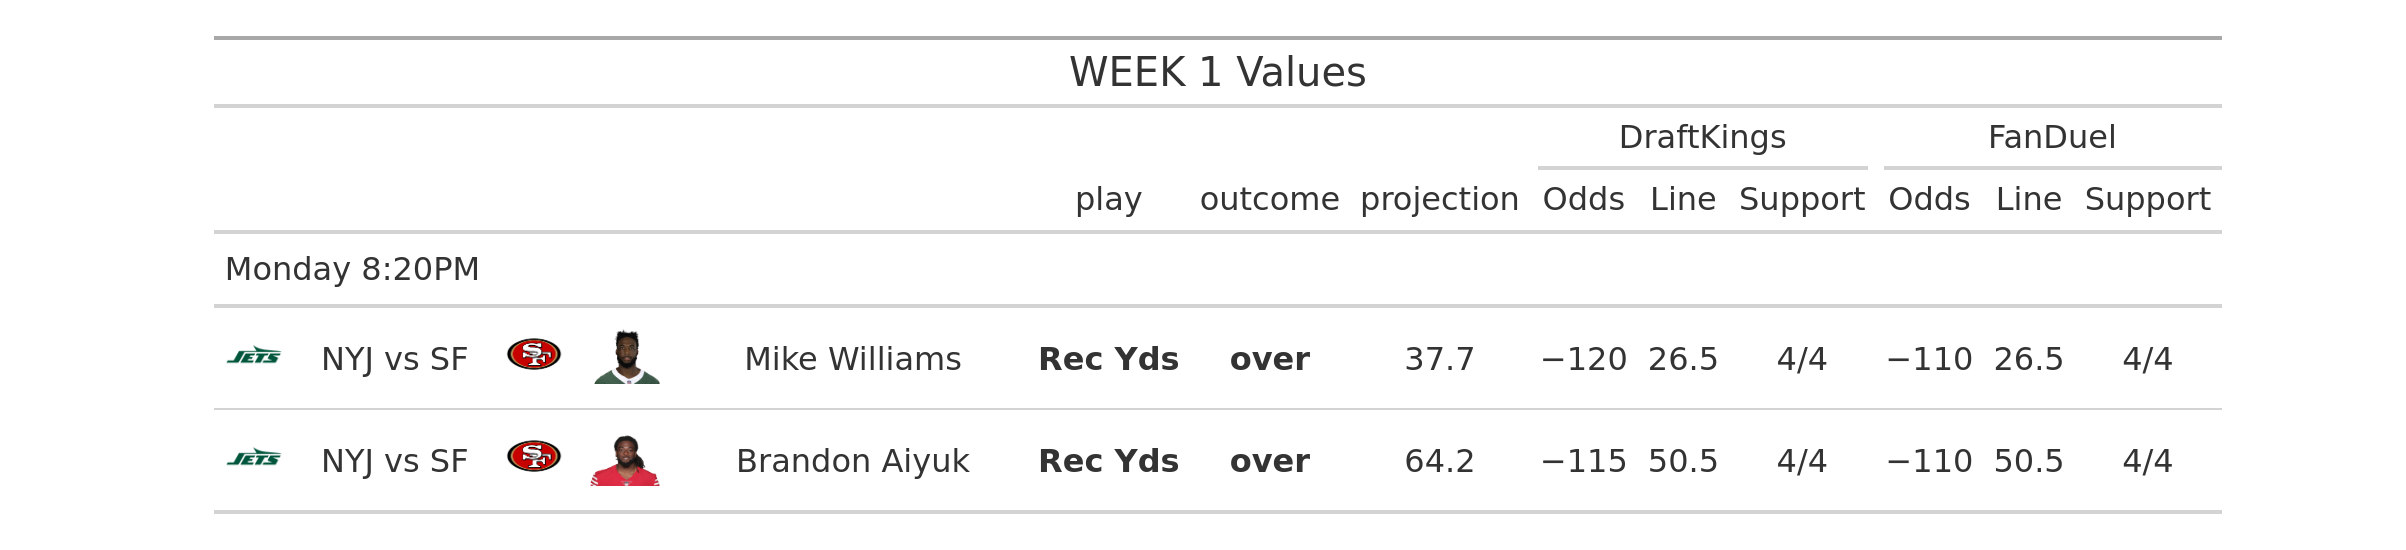 WEEK 1 Values
DraftKings FanDuel
play outcome projection Odds Line Support Odds Line Support
Monday 8:20PM
JETS NYJ vs SF SF Mike Williams Rec Yds over 37.7 −120 26.5 4/4 −110 26.5 4/4
JETS NYJ vs SF SF Brandon Aiyuk Rec Yds over 64.2 −115 50.5 4/4 −110 50.5 4/4